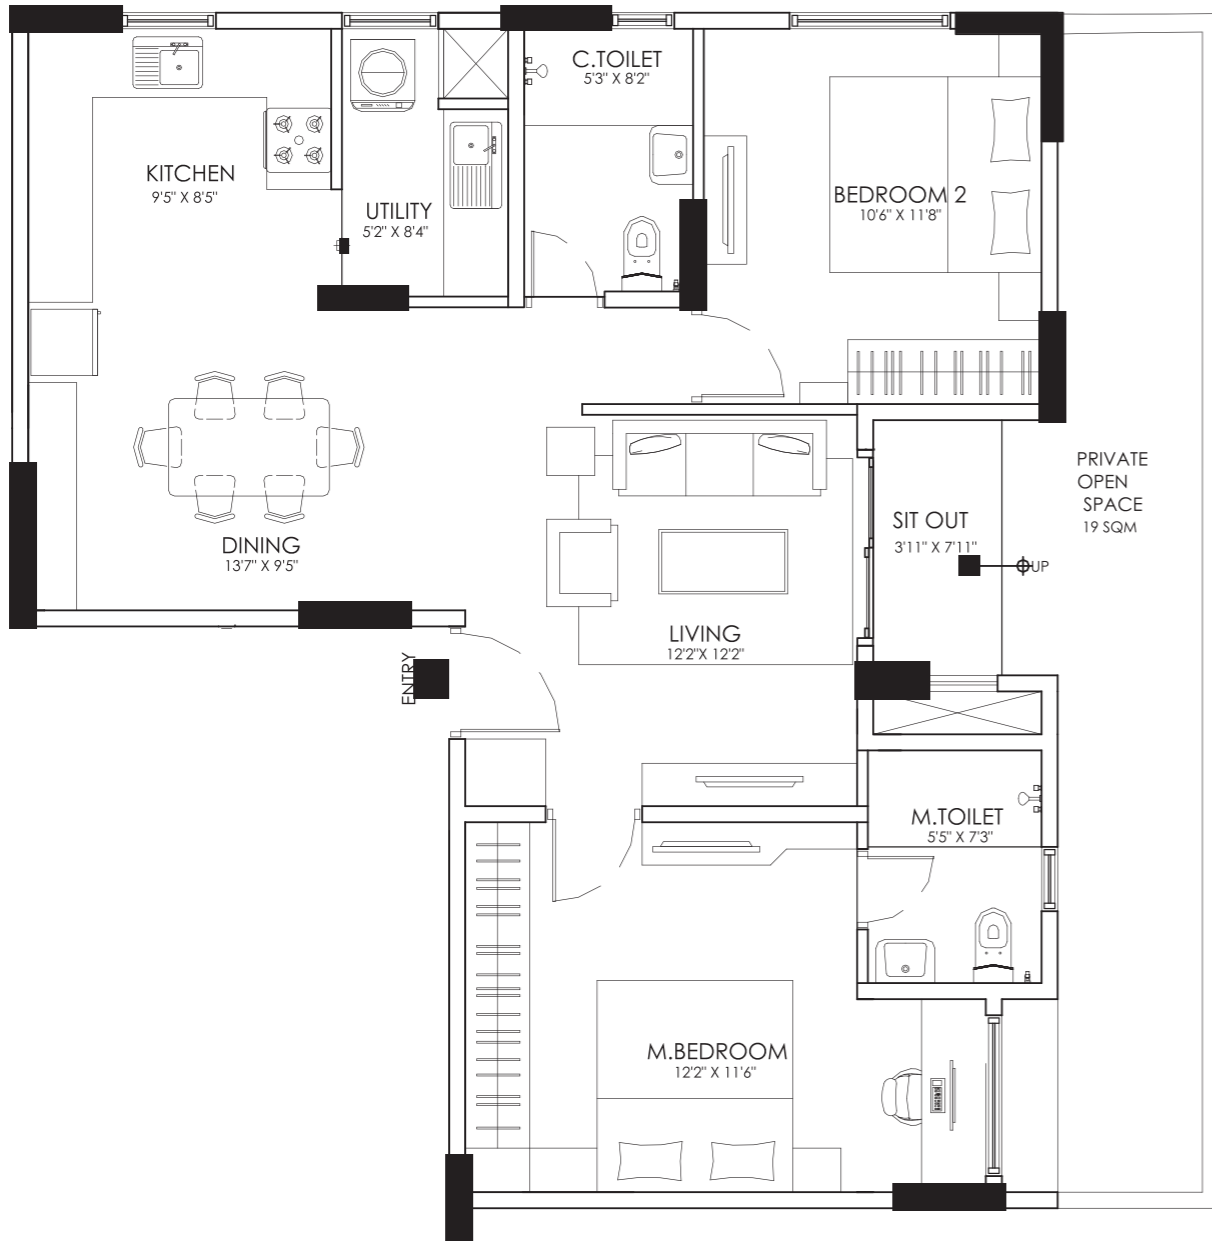 C.TOILET
5'3" X 8'2"
KITCHEN
9'5" X 8'5"
UTILITY
5'2" X 8'4"
BEDROOM 2
10'6" X 11'8"
PRIVATE
OPEN
SPACE
19 SQM
SIT OUT
3'11" X 7'11"
UP
DINING
13'7" X 9'5"
LIVING
12'2"X 12'2"
ENTRY
M.TOILET
5'5" X 7'3"
M.BEDROOM
12'2" X 11'6"